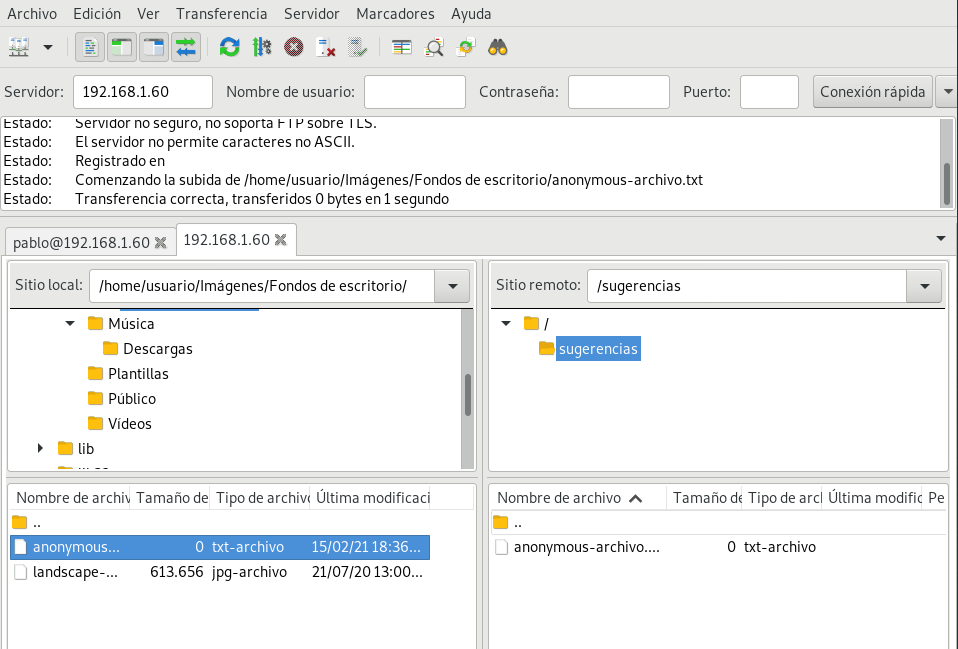 Archivo Edición Ver Transferencia Servidor Marcadores Ayuda
Servidor: 192.168.1.60 Nombre de usuario: Contraseña: Puerto: Conexión rápida
Estado: Servidor no seguro, no soporta FTP sobre TLS.
Estado: El servidor no permite caracteres no ASCII.
Estado: Registrado en
Estado: Comenzando la subida de /home/usuario/Imágenes/Fondos de escritorio/anonymous-archivo.txt
Estado: Transferencia correcta, transferidos 0 bytes en 1 segundo
pablo@192.168.1.60 192.168.1.60
Sitio local: /home/usuario/Imágenes/Fondos de escritorio/
Música
Descargas
Plantillas
Público
Vídeos
lib
Nombre de archiv Tamaño de Tipo de archivo Última modificaci
..
anonymous... 0 txt-archivo 15/02/21 18:36...
landscape-... 613.656 jpg-archivo 21/07/20 13:00...
Sitio remoto: /sugerencias
/
sugerencias
Nombre de archivo Tamaño de Tipo de arcl Última modific Pe
..
anonymous-archivo.... 0 txt-archivo